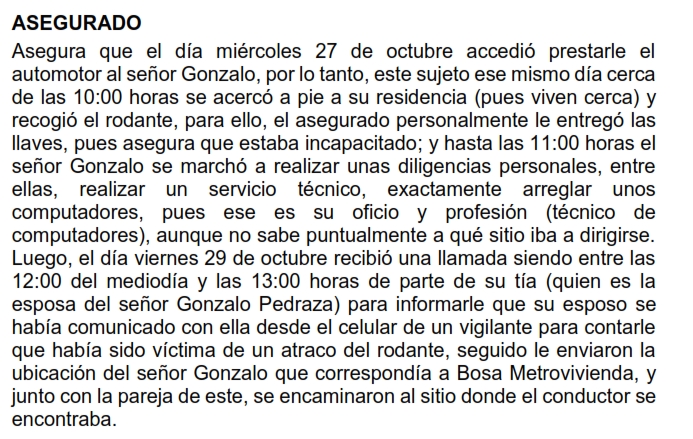 ASEGURADO
Asegura que el día miércoles 27 de octubre accedió prestarle el
automotor al señor Gonzalo, por lo tanto, este sujeto ese mismo día cerca
de las 10:00 horas se acercó a pie a su residencia (pues viven cerca) y
recogió el rodante, para ello, el asegurado personalmente le entregó las
llaves, pues asegura que estaba incapacitado; y hasta las 11:00 horas el
señor Gonzalo se marchó a realizar unas diligencias personales, entre
ellas, realizar un servicio técnico, exactamente arreglar unos
computadores, pues ese es su oficio y profesión (técnico de
computadores), aunque no sabe puntualmente a qué sitio iba a dirigirse.
Luego, el día viernes 29 de octubre recibió una llamada siendo entre las
12:00 del mediodía y las 13:00 horas de parte de su tía (quien es la
esposa del señor Gonzalo Pedraza) para informarle que su esposo se
había comunicado con ella desde el celular de un vigilante para contarle
que había sido víctima de un atraco del rodante, seguido le enviaron la
ubicación del señor Gonzalo que correspondía a Bosa Metrovivienda, y
junto con la pareja de este, se encaminaron al sitio donde el conductor se
encontraba.